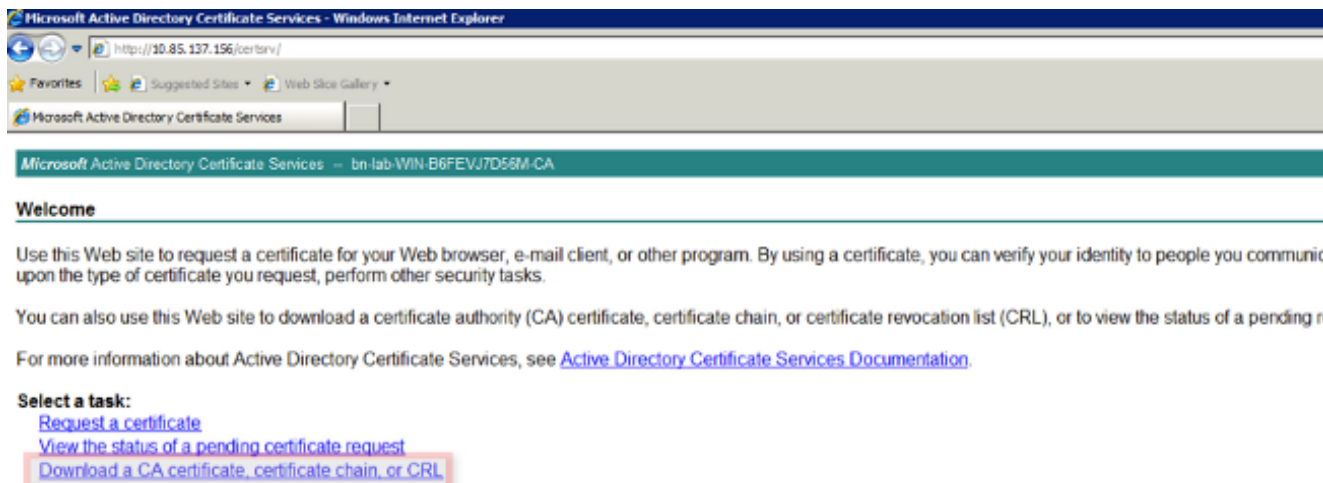 Microsoft Active Directory Certificate Services - Windows Internet Explorer
http://10.85.137.156/certsrv/
Favorites Suggested Sites Web Slice Gallery
Microsoft Active Directory Certificate Services
Microsoft Active Directory Certificate Services -- bn-lab-WIN-B6FEVJ7D56M-CA
Welcome
Use this Web site to request a certificate for your Web browser, e-mail client, or other program. By using a certificate, you can verify your identity to people you communic
upon the type of certificate you request, perform other security tasks.
You can also use this Web site to download a certificate authority (CA) certificate, certificate chain, or certificate revocation list (CRL), or to view the status of a pending r
For more information about Active Directory Certificate Services, see Active Directory Certificate Services Documentation.
Select a task:
Request a certificate
View the status of a pending certificate request
Download a CA certificate, certificate chain, or CRL